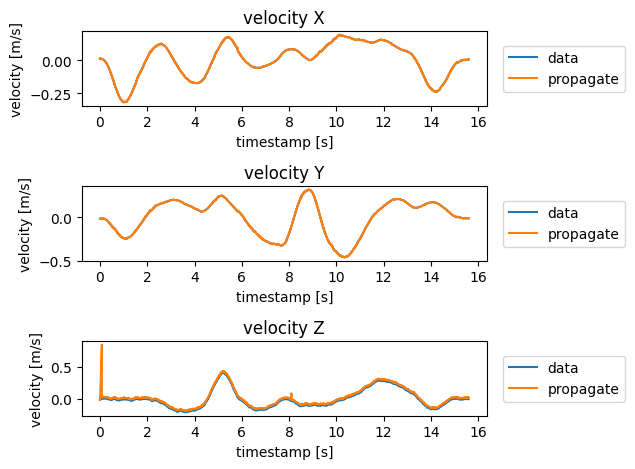 velocity X
velocity [m/s]
0.00
−0.25
0 2 4 6 8 10 12 14 16
timestamp [s]
data
propagate
velocity Y
velocity [m/s]
0.0
−0.5
0 2 4 6 8 10 12 14 16
timestamp [s]
data
propagate
velocity Z
velocity [m/s]
0.5
0.0
0 2 4 6 8 10 12 14 16
timestamp [s]
data
propagate